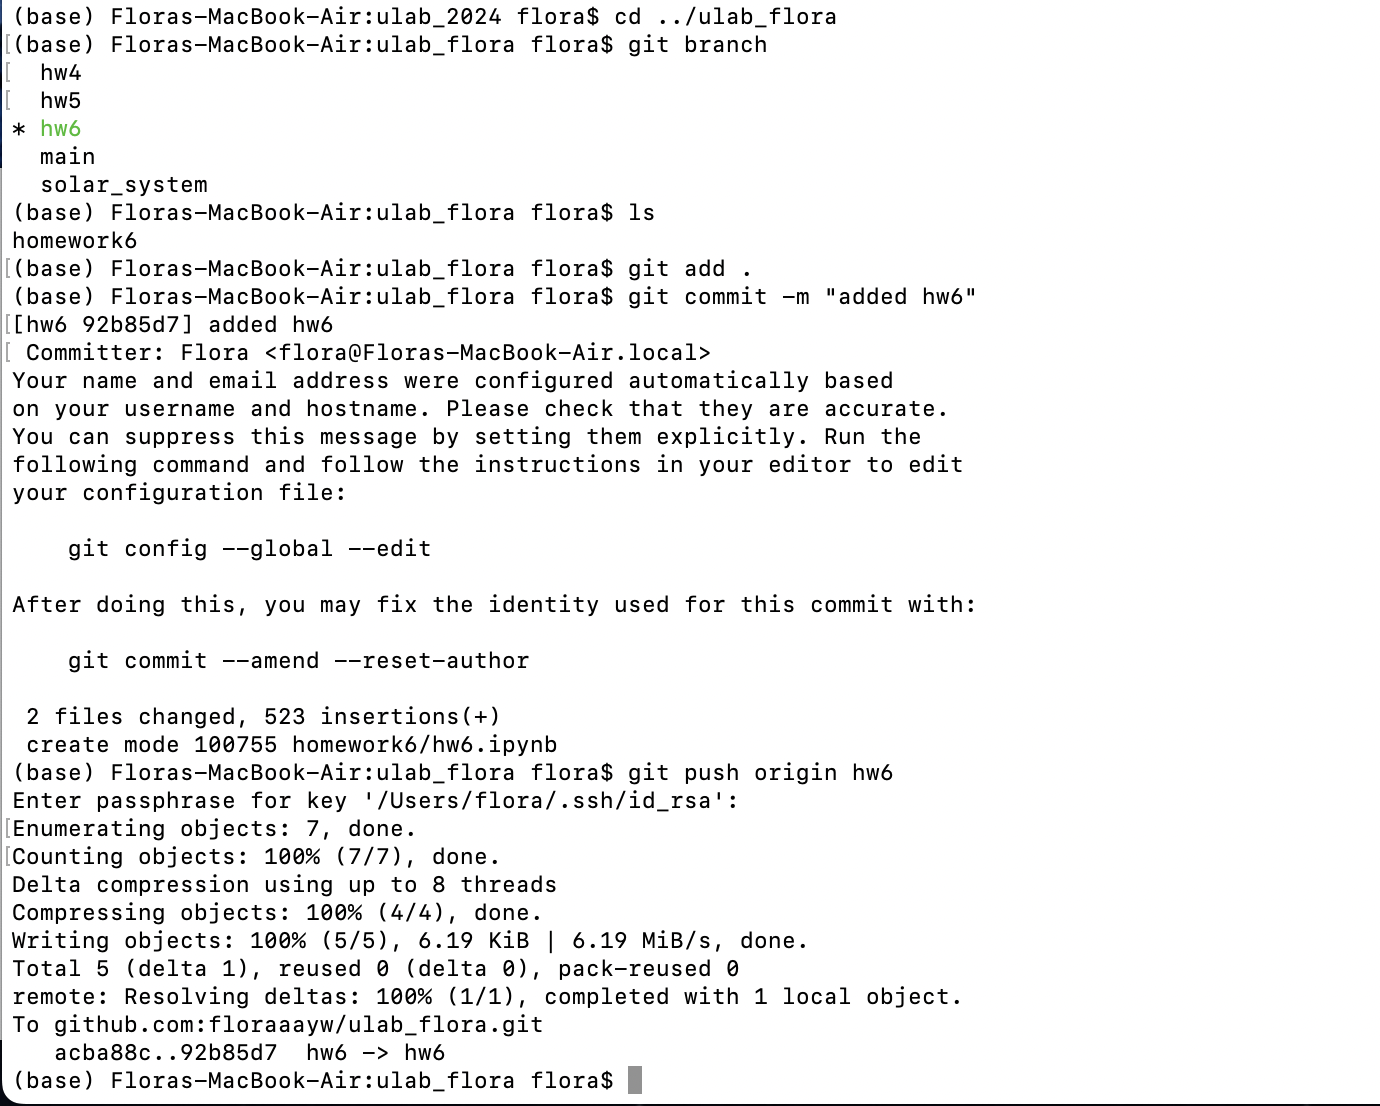 (base) Floras-MacBook-Air:ulab_2024 flora$ cd ../ulab_flora
[(base) Floras-MacBook-Air:ulab_flora flora$ git branch
[  hw4
[  hw5
* hw6
  main
  solar_system
(base) Floras-MacBook-Air:ulab_flora flora$ ls
homework6
[(base) Floras-MacBook-Air:ulab_flora flora$ git add .
(base) Floras-MacBook-Air:ulab_flora flora$ git commit -m "added hw6"
[[hw6 92b85d7] added hw6
[ Committer: Flora <flora@Floras-MacBook-Air.local>
Your name and email address were configured automatically based
on your username and hostname. Please check that they are accurate.
You can suppress this message by setting them explicitly. Run the
following command and follow the instructions in your editor to edit
your configuration file:

    git config --global --edit

After doing this, you may fix the identity used for this commit with:

    git commit --amend --reset-author

 2 files changed, 523 insertions(+)
 create mode 100755 homework6/hw6.ipynb
(base) Floras-MacBook-Air:ulab_flora flora$ git push origin hw6
Enter passphrase for key '/Users/flora/.ssh/id_rsa':
[Enumerating objects: 7, done.
[Counting objects: 100% (7/7), done.
Delta compression using up to 8 threads
Compressing objects: 100% (4/4), done.
Writing objects: 100% (5/5), 6.19 KiB | 6.19 MiB/s, done.
Total 5 (delta 1), reused 0 (delta 0), pack-reused 0
remote: Resolving deltas: 100% (1/1), completed with 1 local object.
To github.com:floraaayw/ulab_flora.git
   acba88c..92b85d7  hw6 -> hw6
(base) Floras-MacBook-Air:ulab_flora flora$